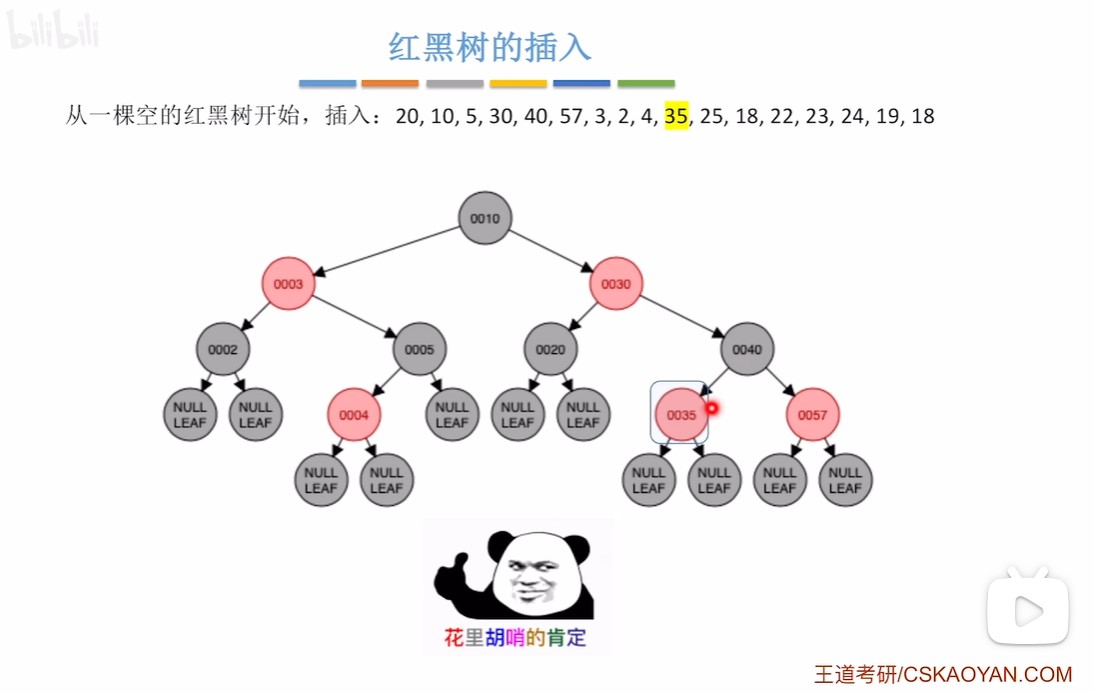 bilibili
红黑树的插入
从一棵空的红黑树开始，插入：20, 10, 5, 30, 40, 57, 3, 2, 4, 35, 25, 18, 22, 23, 24, 19, 18
0010
0003 0030
0002 0005 0020 0040
NULL LEAF NULL LEAF 0004 NULL LEAF NULL LEAF NULL LEAF 0035 0057
NULL LEAF NULL LEAF NULL LEAF NULL LEAF NULL LEAF NULL LEAF
花里胡哨的肯定
王道考研/CSKAOYAN.COM